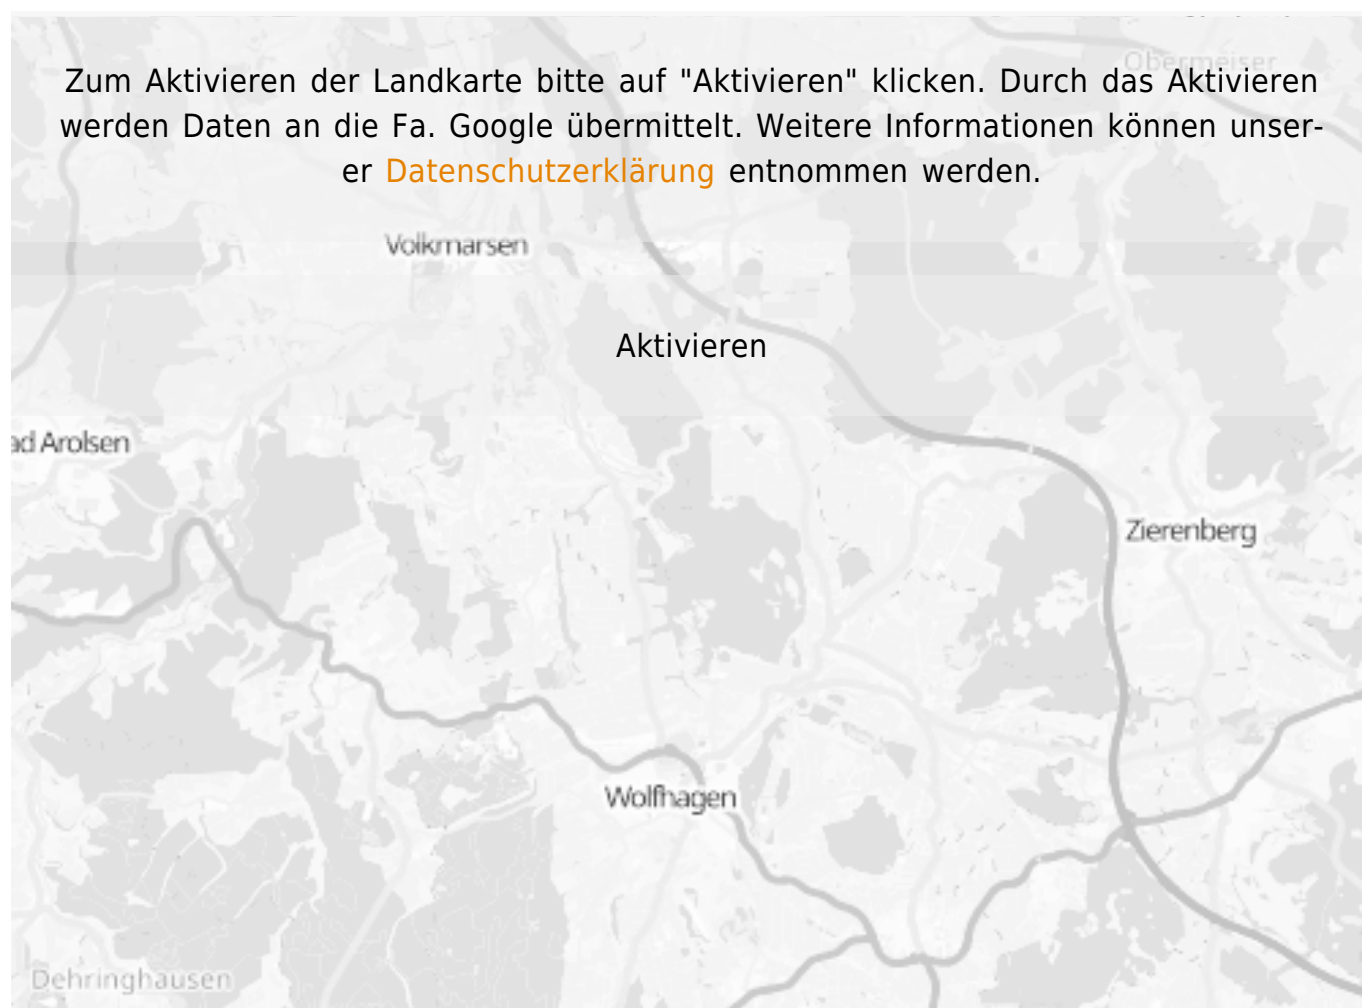 Obermeiser
Zum Aktivieren der Landkarte bitte auf "Aktivieren" klicken. Durch das Aktivieren
werden Daten an die Fa. Google übermittelt. Weitere Informationen können unser-
er Datenschutzerklärung entnommen werden.
Volkmarsen
Aktivieren
ad Arolsen
Zierenberg
Wolfhagen
Dehringhausen